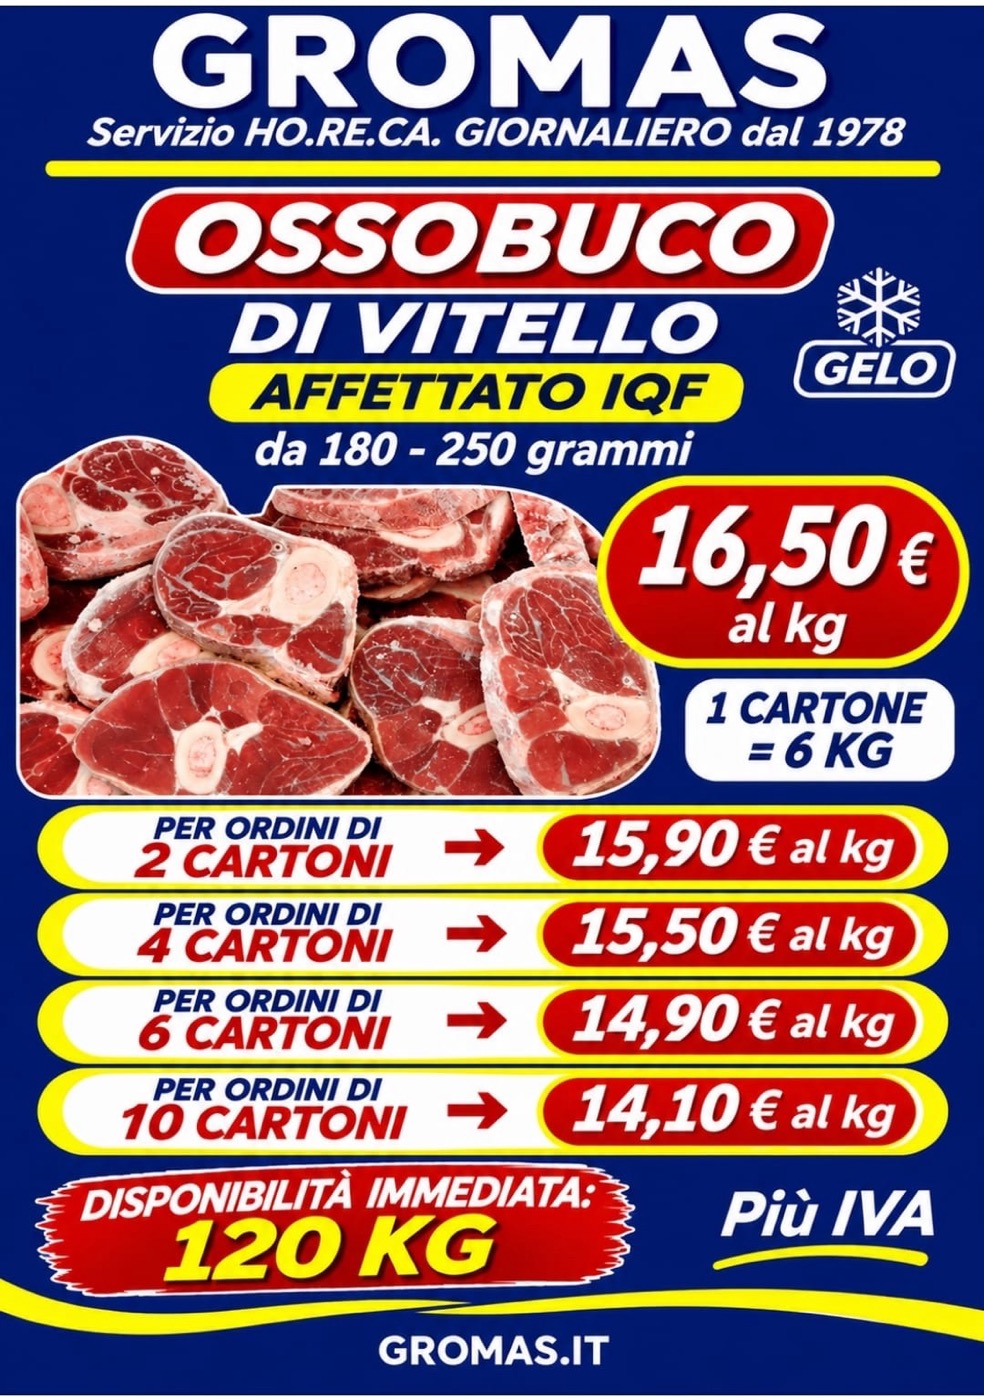 GROMAS
Servizio HO.RE.CA. GIORNALIERO dal 1978
OSSOBUCO
DI VITELLO
GELO
AFFETTATO IQF
da 180 - 250 grammi
16,50 €
al kg
1 CARTONE
= 6 KG
PER ORDINI DI
2 CARTONI → 15,90 € al kg
PER ORDINI DI
4 CARTONI → 15,50 € al kg
PER ORDINI DI
6 CARTONI → 14,90 € al kg
PER ORDINI DI
10 CARTONI → 14,10 € al kg
DISPONIBILITÀ IMMEDIATA:
120 KG
Più IVA
GROMAS.IT